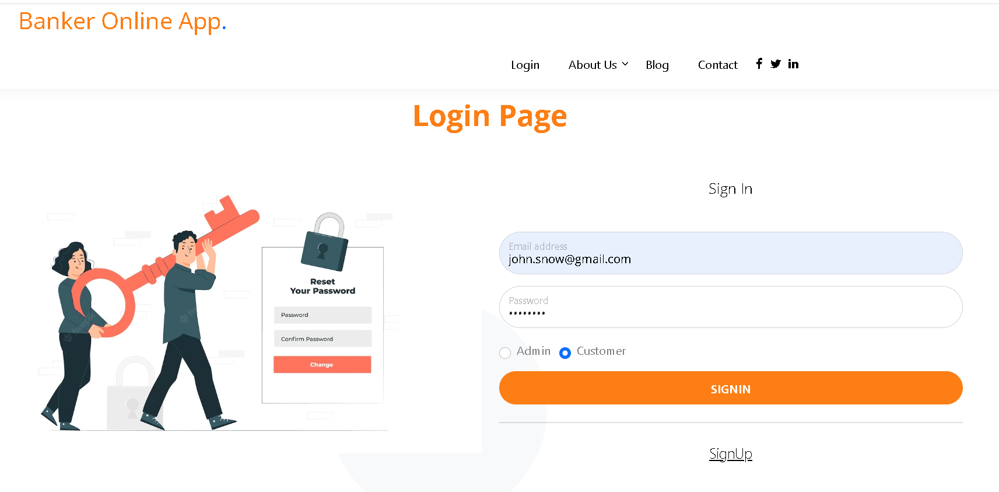 Banker Online App.
Login About Us Blog Contact
Login Page
Sign In
Email address
john.snow@gmail.com
Password
••••••••
Admin Customer
SIGNIN
SignUp
Reset
Your Password
Password
Confirm Password
Change